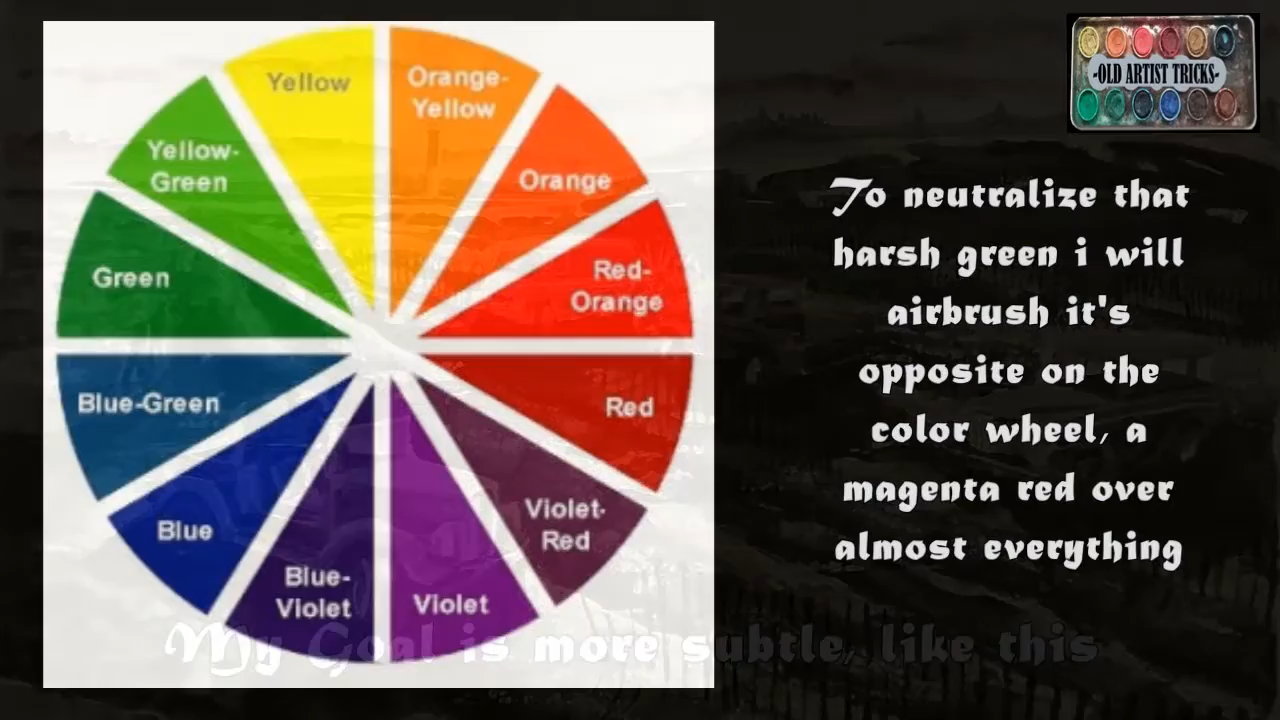 -OLD ARTIST TRICKS-
Yellow
Orange-
Yellow
Yellow-
Green
Orange
Green
Red-
Orange
Blue-Green
Red
Blue
Violet-
Red
Blue-
Violet
Violet
To neutralize that
harsh green i will
airbrush it's
opposite on the
color wheel, a
magenta red over
almost everything
My Goal is more subtle, like this